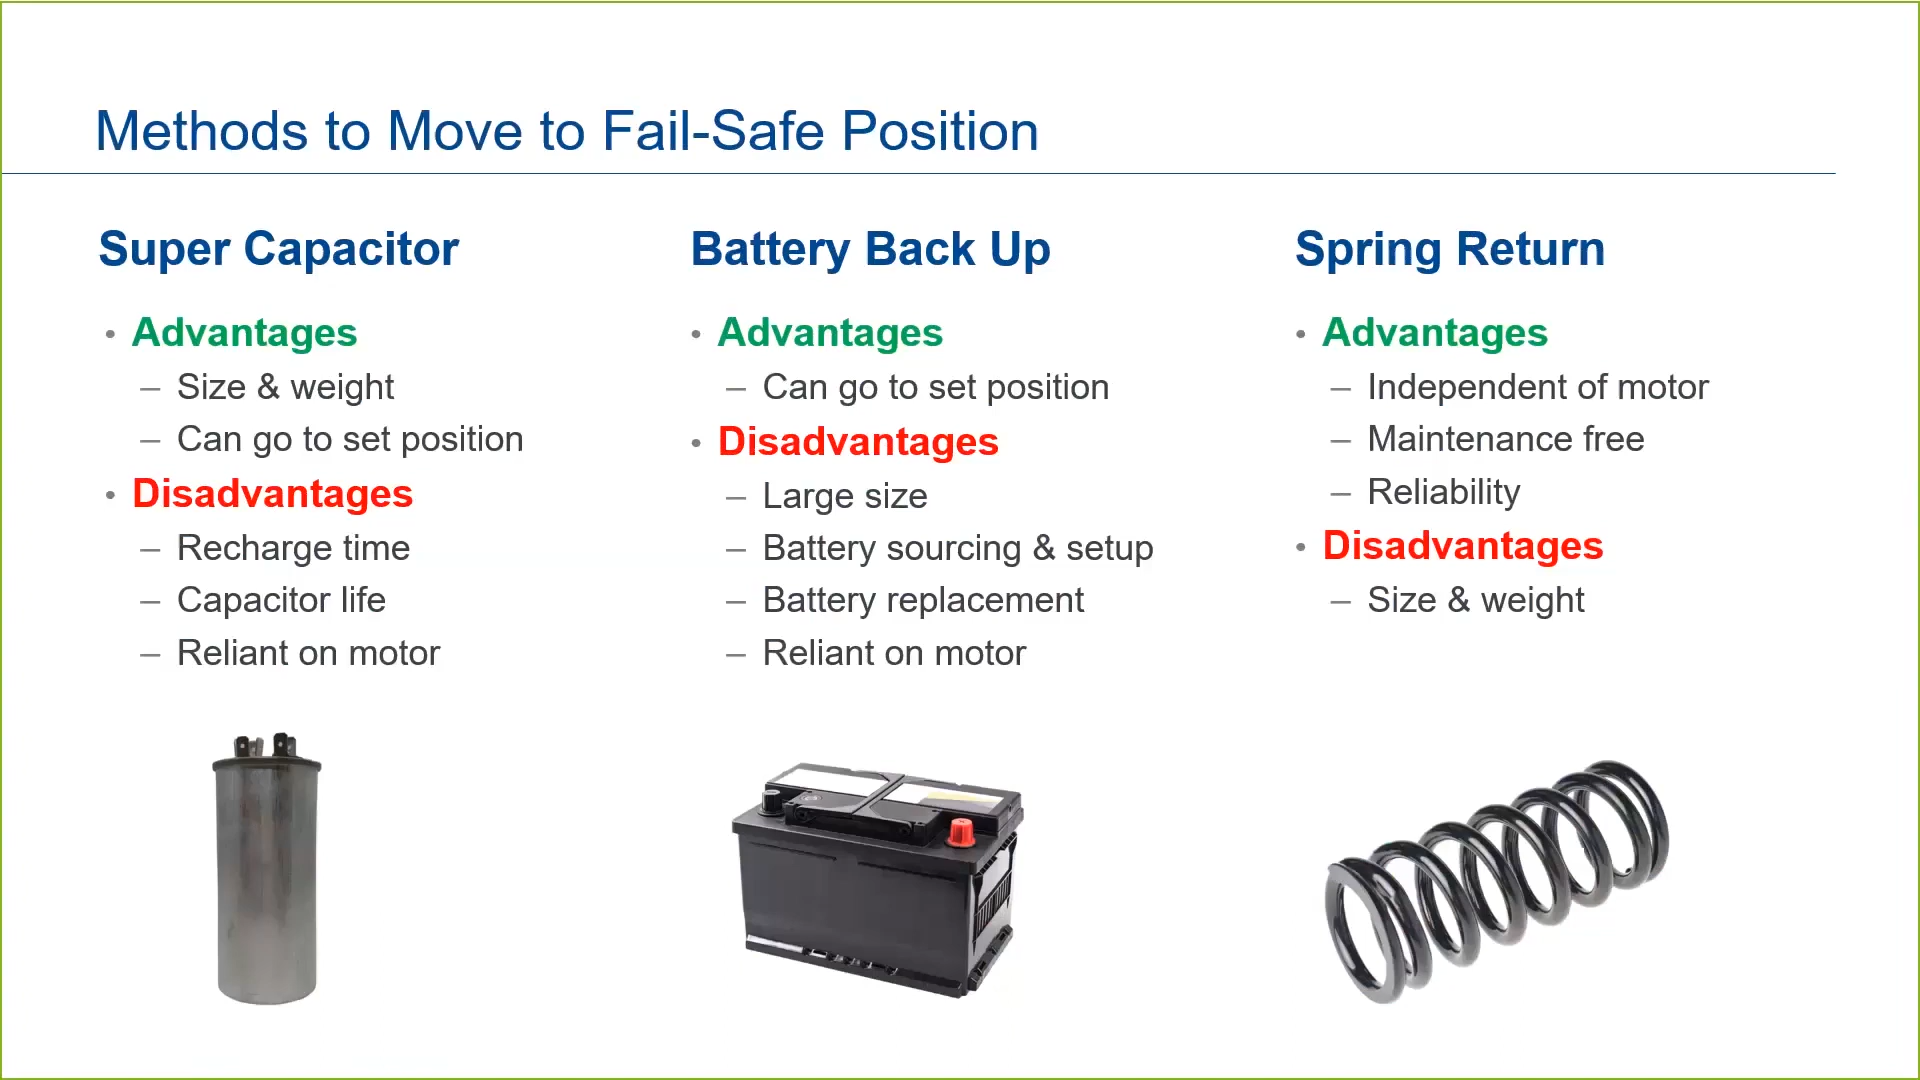 Methods to Move to Fail-Safe Position
Super Capacitor
• Advantages
– Size & weight
– Can go to set position
• Disadvantages
– Recharge time
– Capacitor life
– Reliant on motor
Battery Back Up
• Advantages
– Can go to set position
• Disadvantages
– Large size
– Battery sourcing & setup
– Battery replacement
– Reliant on motor
Spring Return
• Advantages
– Independent of motor
– Maintenance free
– Reliability
• Disadvantages
– Size & weight